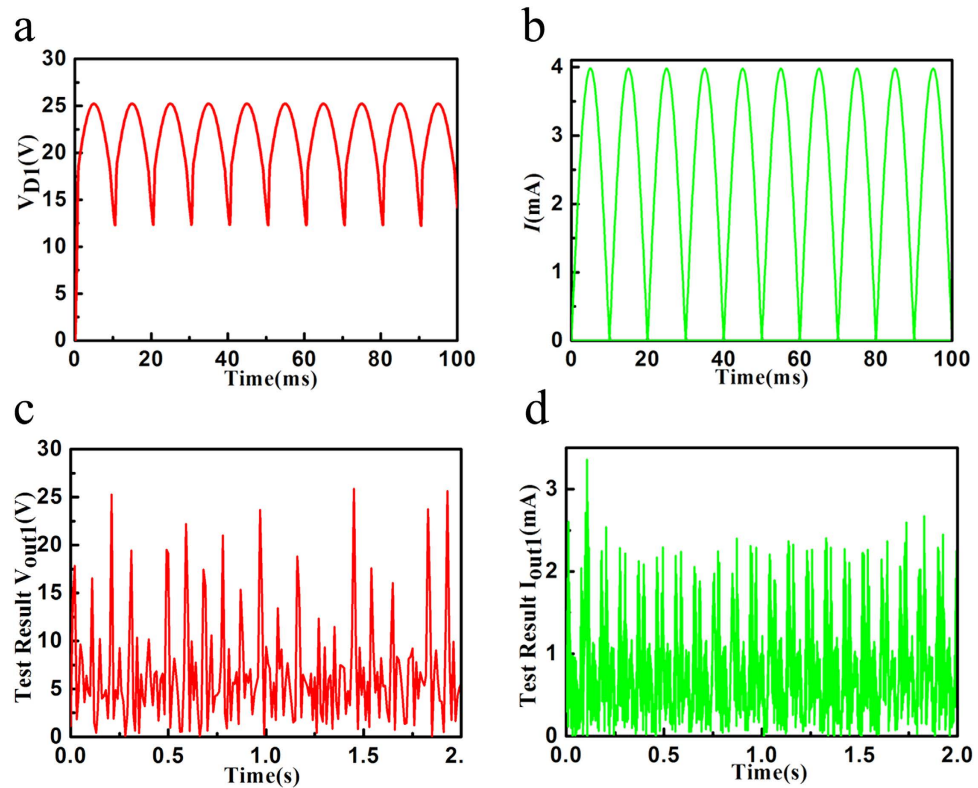 a
30
25
20
15
10
5
0
V_D1(V)
0 20 40 60 80 100
Time(ms)
b
4
3
2
1
0
I(mA)
0 20 40 60 80 100
Time(ms)
c
30
25
20
15
10
5
0
Test Result V_out1(V)
0.0 0.5 1.0 1.5 2.
Time(s)
d
3
2
1
0
Test Result I_out1(mA)
0.0 0.5 1.0 1.5 2.0
Time(s)